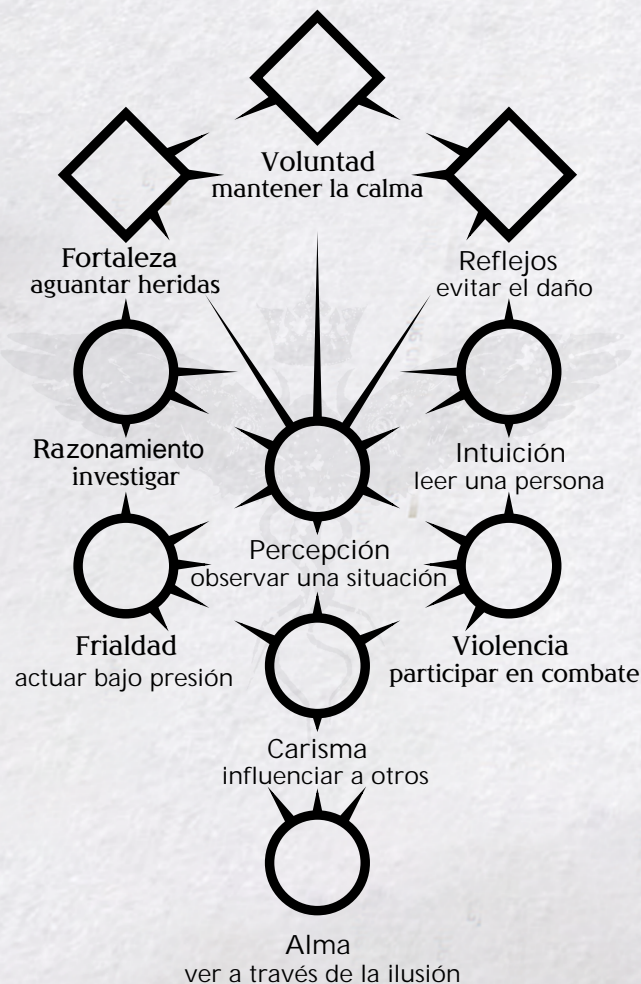 Voluntad
mantener la calma
Fortaleza
aguantar heridas
Reflejos
evitar el daño
Razonamiento
investigar
Intuición
leer una persona
Percepción
observar una situación
Frialdad
actuar bajo presión
Violencia
participar en combate
Carisma
influenciar a otros
Alma
ver a través de la ilusión